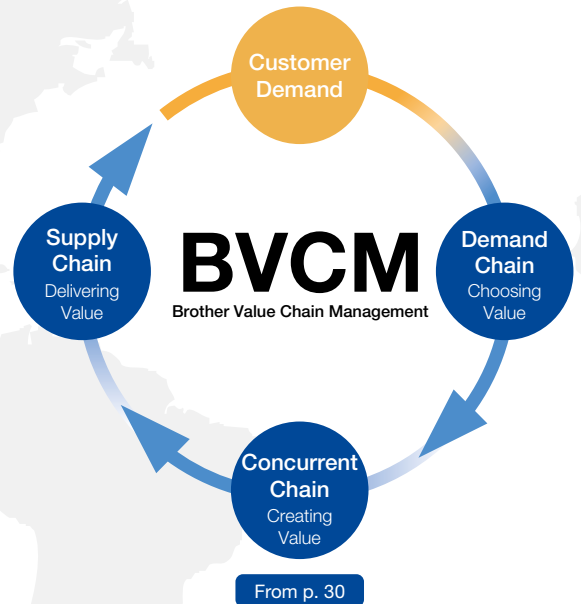 Customer
Demand
Supply
Chain
Delivering
Value
BVCM
Brother Value Chain Management
Demand
Chain
Choosing
Value
Concurrent
Chain
Creating
Value
From p. 30